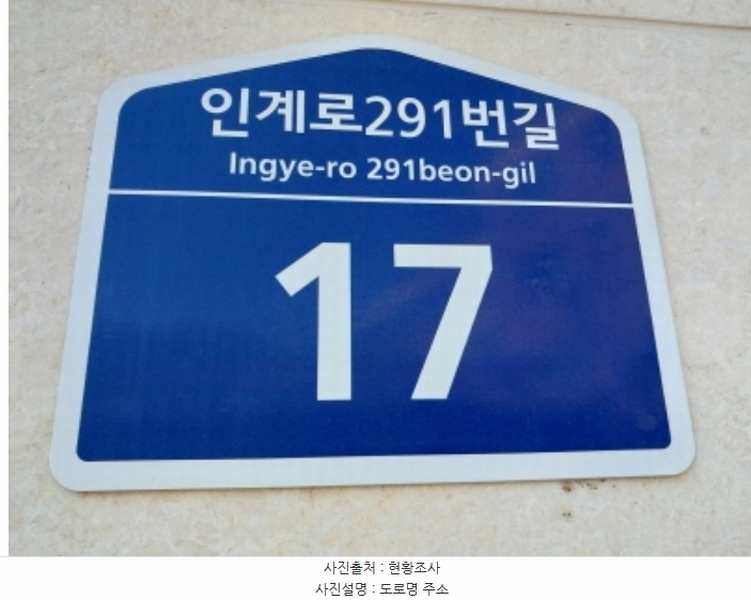 인계로291번길
Ingye-ro 291beon-gil
17
사진출처 : 현황조사
사진설명 : 도로명 주소